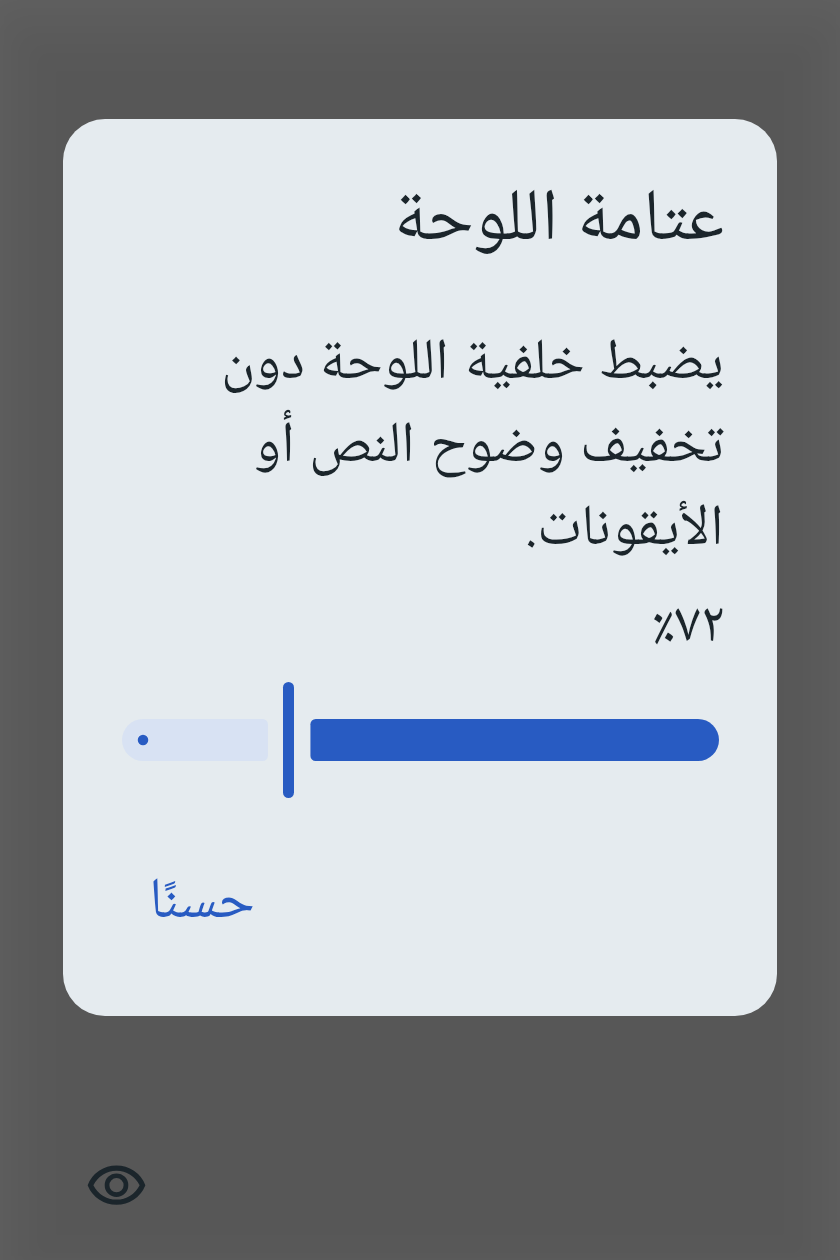 عتامة اللوحة
يضبط خلفية اللوحة دون
تخفيف وضوح النص أو
الأيقونات.
٧٢٪
حسنًا